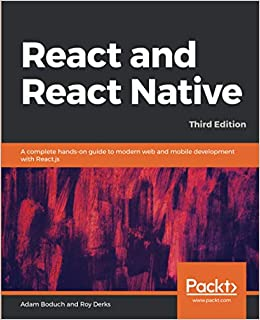 React and
React Native
Third Edition
A complete hands-on guide to modern web and mobile development
with React.js
Adam Boduch and Roy Derks
Packt>
www.packt.com